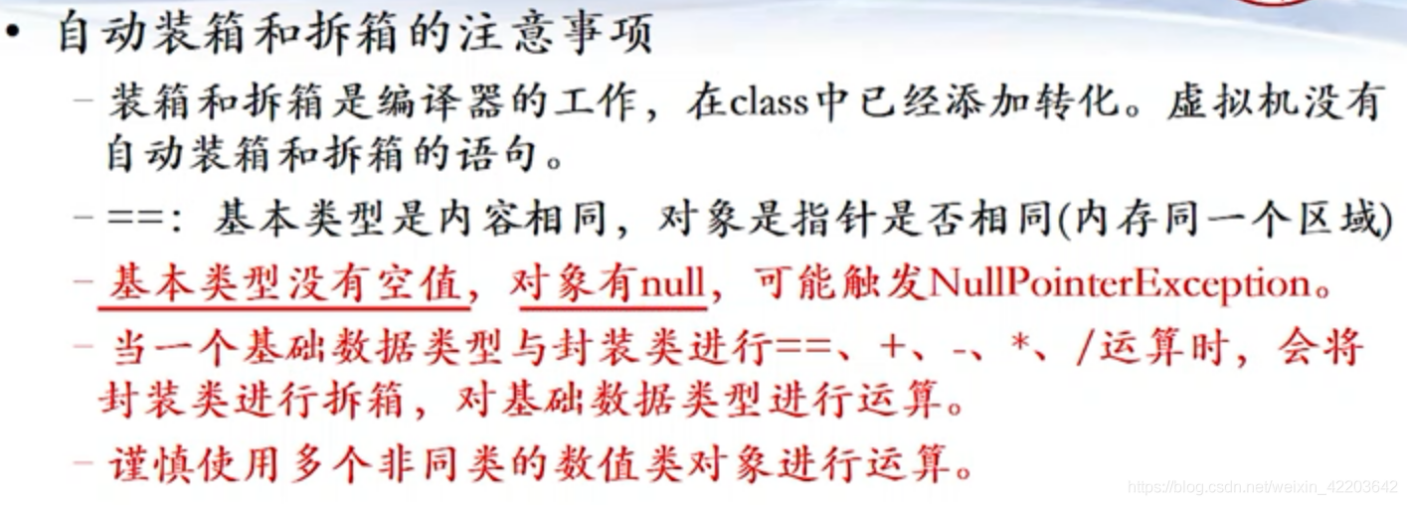 • 自动装箱和拆箱的注意事项
– 装箱和拆箱是编译器的工作，在class中已经添加转化。虚拟机没有
自动装箱和拆箱的语句。
– ==：基本类型是内容相同，对象是指针是否相同(内存同一个区域)
– 基本类型没有空值，对象有null，可能触发NullPointerException。
– 当一个基础数据类型与封装类进行==、+、-、*、/运算时，会将
封装类进行拆箱，对基础数据类型进行运算。
– 谨慎使用多个非同类的数值类对象进行运算。
https://blog.csdn.net/weixin_42203642